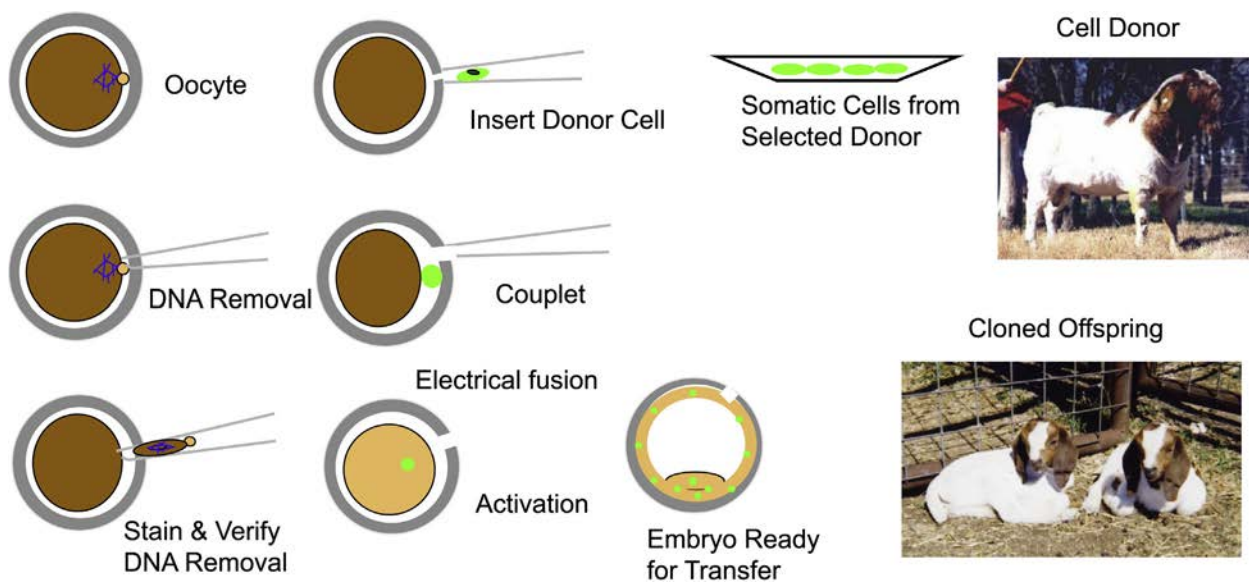 Oocyte
DNA Removal
Stain & Verify
DNA Removal
Insert Donor Cell
Couplet
Electrical fusion
Activation
Somatic Cells from
Selected Donor
Embryo Ready
for Transfer
Cell Donor
Cloned Offspring